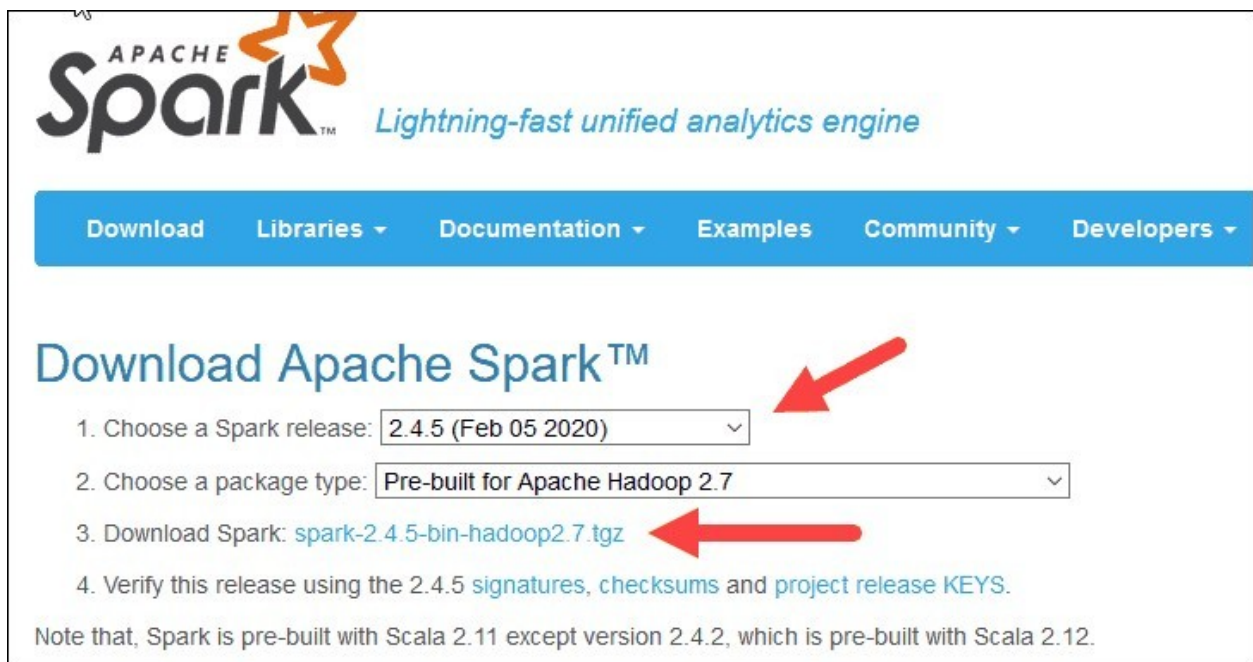 APACHE
Spark™ Lightning-fast unified analytics engine
Download Libraries Documentation Examples Community Developers
Download Apache Spark™
1. Choose a Spark release: 2.4.5 (Feb 05 2020)
2. Choose a package type: Pre-built for Apache Hadoop 2.7
3. Download Spark: spark-2.4.5-bin-hadoop2.7.tgz
4. Verify this release using the 2.4.5 signatures, checksums and project release KEYS.
Note that, Spark is pre-built with Scala 2.11 except version 2.4.2, which is pre-built with Scala 2.12.